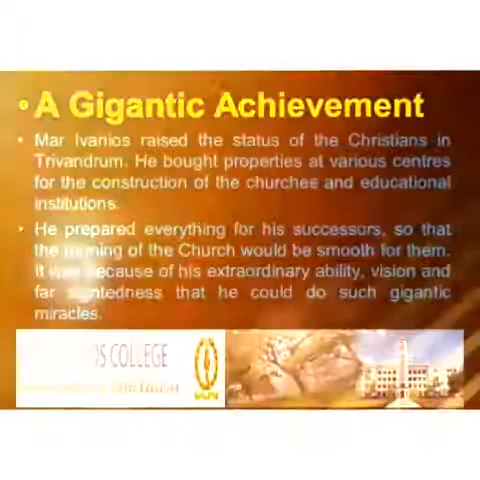 • A Gigantic Achievement
• Mar Ivanios raised the status of the Christians in
Trivandrum. He bought properties at various centres
for the construction of the churches and educational
institutions.
• He prepared everything for his successors, so that
the running of the Church would be smooth for them.
It was because of his extraordinary ability, vision and
far sightedness that he could do such gigantic
miracles.
COLLEGE